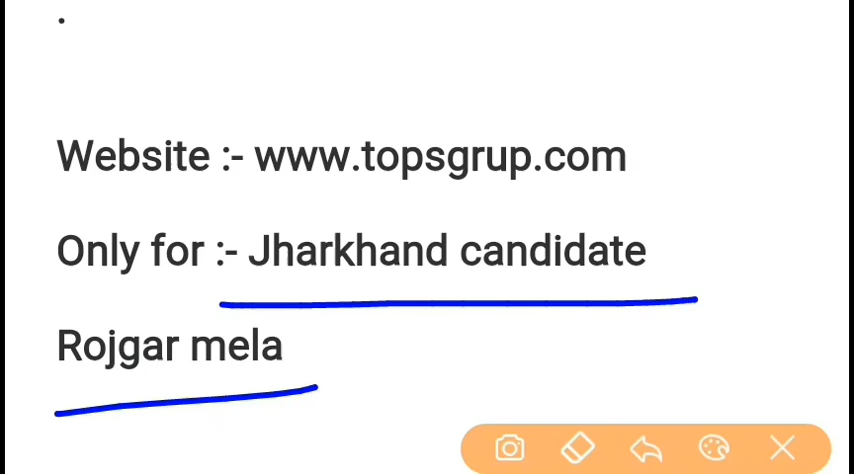 Website :- www.topsgrup.com
Only for :- Jharkhand candidate
Rojgar mela